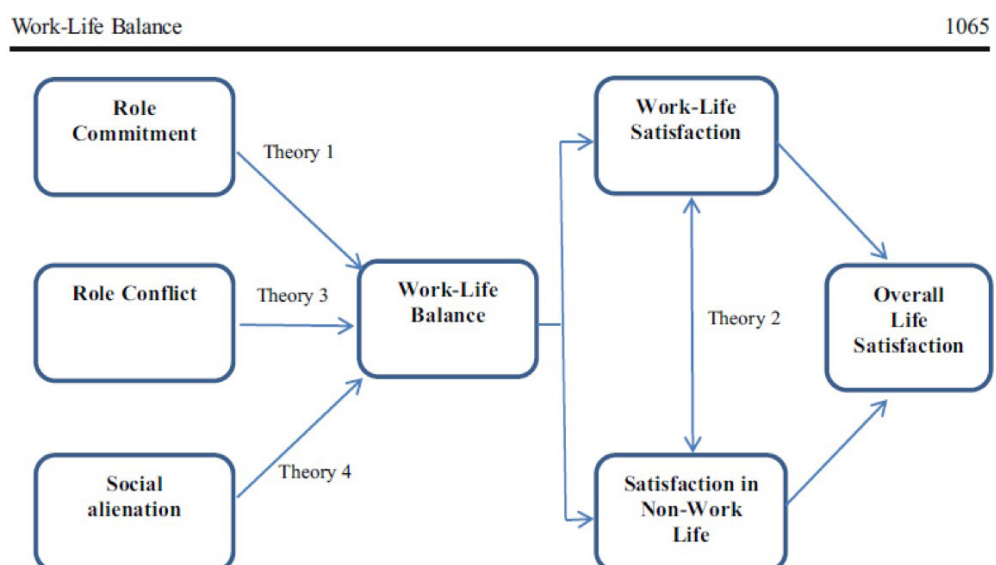 Work-Life Balance 1065
Role
Commitment
Theory 1
Work-Life
Satisfaction
Role Conflict
Theory 3
Work-Life
Balance
Theory 2
Overall
Life
Satisfaction
Social
alienation
Theory 4
Satisfaction in
Non-Work
Life